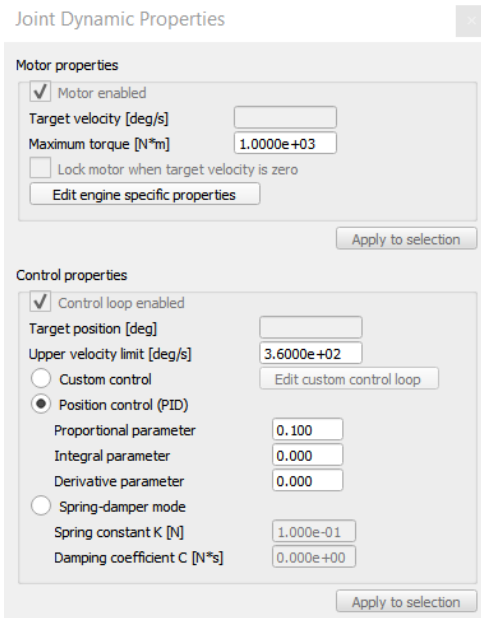 Joint Dynamic Properties
Motor properties
Motor enabled
Target velocity [deg/s]
Maximum torque [N*m] 1.0000e+03
Lock motor when target velocity is zero
Edit engine specific properties
Apply to selection
Control properties
Control loop enabled
Target position [deg]
Upper velocity limit [deg/s] 3.6000e+02
Custom control Edit custom control loop
Position control (PID)
Proportional parameter 0.100
Integral parameter 0.000
Derivative parameter 0.000
Spring-damper mode
Spring constant K [N] 1.000e-01
Damping coefficient C [N*s] 0.000e+00
Apply to selection